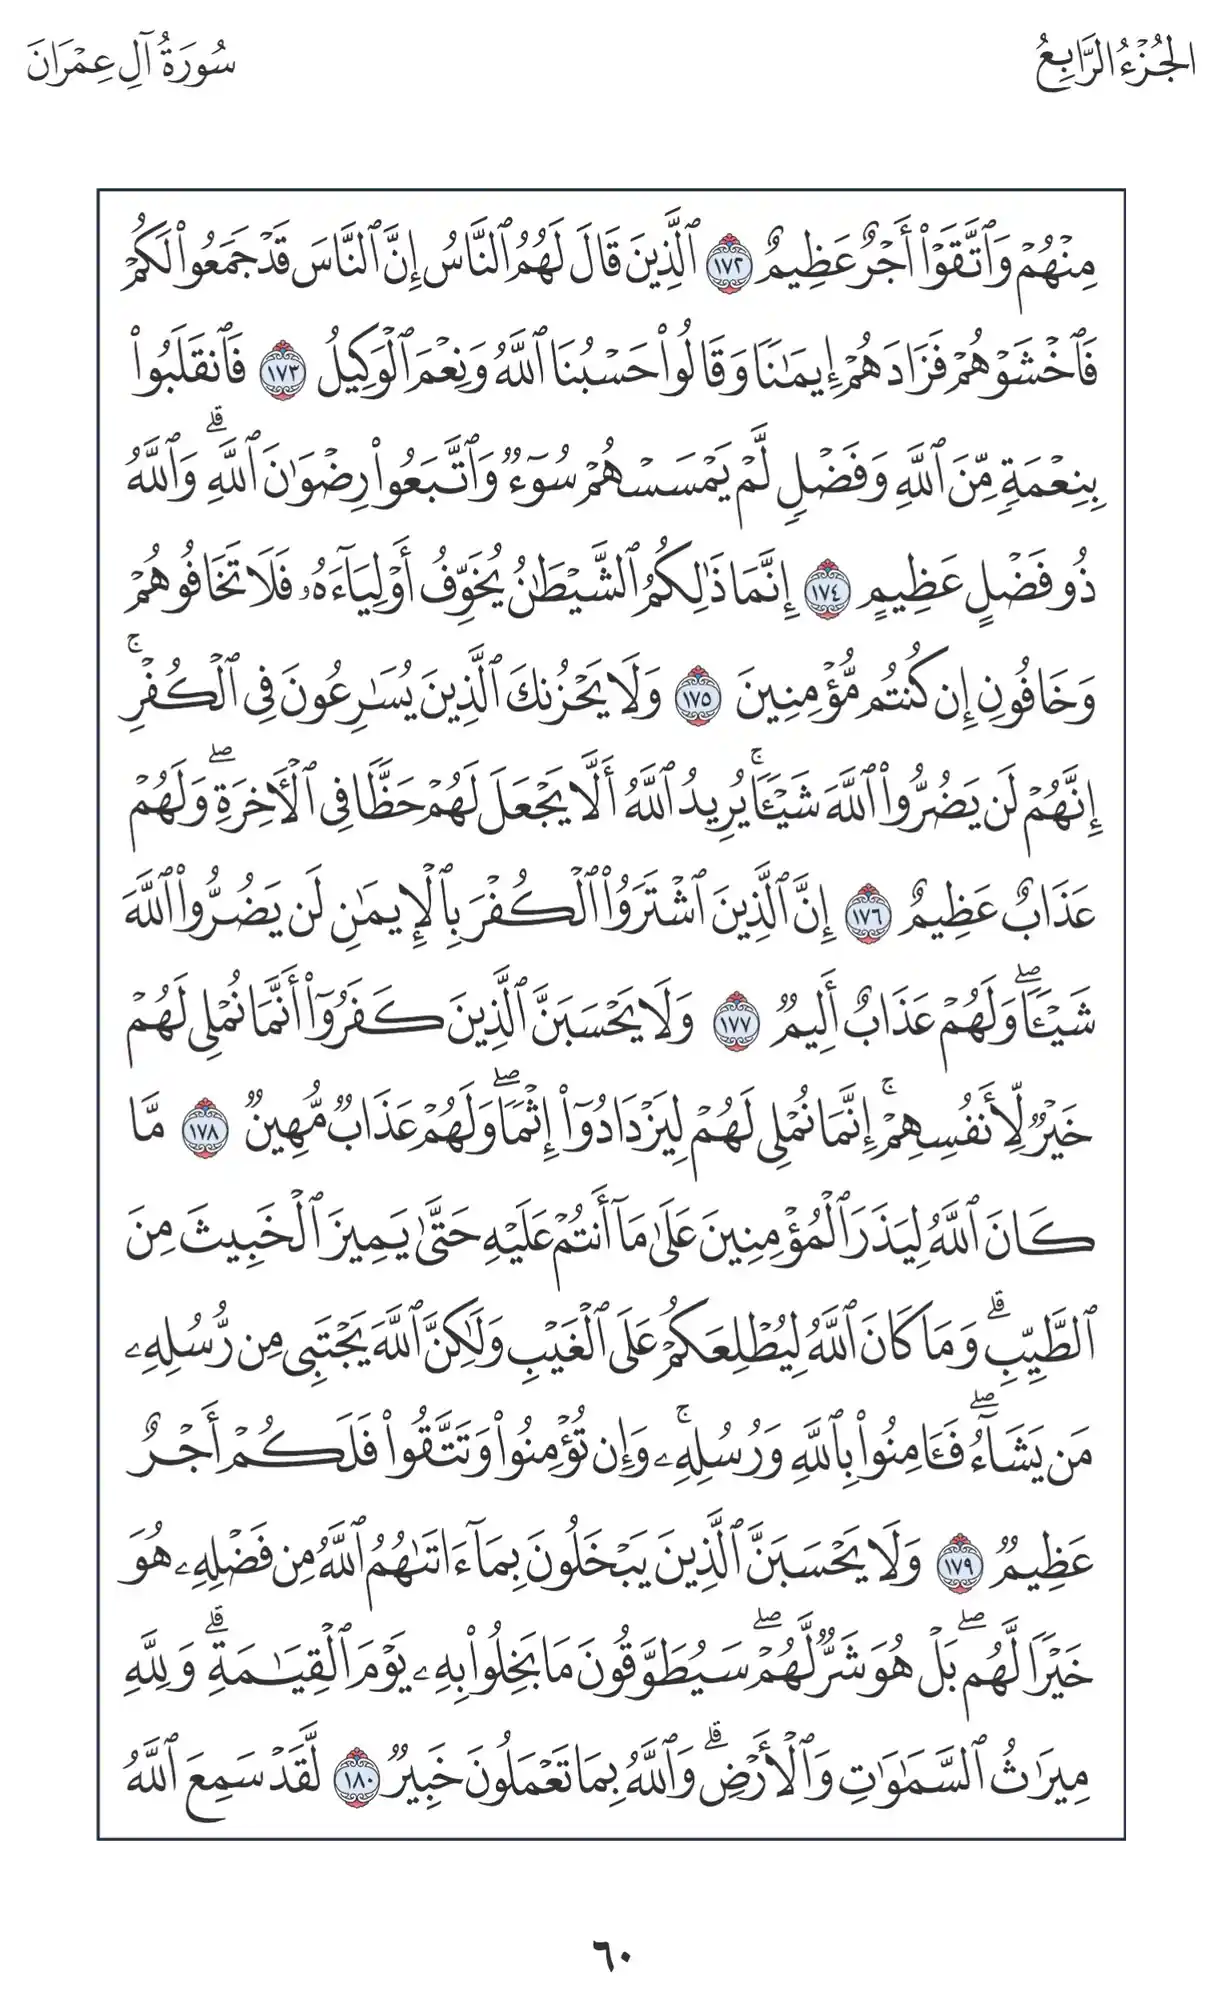 الجُزْءُ الرَّابِعُ
سُورَةُ آلِ عِمْرَانَ
مِنْهُمْ وَٱتَّقَوْا۟ أَجْرٌ عَظِيمٌ ١٧٢ ٱلَّذِينَ قَالَ لَهُمُ ٱلنَّاسُ إِنَّ ٱلنَّاسَ قَدْ جَمَعُوا۟ لَكُمْ
فَٱخْشَوْهُمْ فَزَادَهُمْ إِيمَـٰنًا وَقَالُوا۟ حَسْبُنَا ٱللَّهُ وَنِعْمَ ٱلْوَكِيلُ ١٧٣ فَٱنقَلَبُوا۟
بِنِعْمَةٍ مِّنَ ٱللَّهِ وَفَضْلٍ لَّمْ يَمْسَسْهُمْ سُوٓءٌ وَٱتَّبَعُوا۟ رِضْوَٰنَ ٱللَّهِ ۗ وَٱللَّهُ
ذُو فَضْلٍ عَظِيمٍ ١٧٤ إِنَّمَا ذَٰلِكُمُ ٱلشَّيْطَـٰنُ يُخَوِّفُ أَوْلِيَآءَهُۥ فَلَا تَخَافُوهُمْ
وَخَافُونِ إِن كُنتُم مُّؤْمِنِينَ ١٧٥ وَلَا يَحْزُنكَ ٱلَّذِينَ يُسَـٰرِعُونَ فِى ٱلْكُفْرِ ۚ
إِنَّهُمْ لَن يَضُرُّوا۟ ٱللَّهَ شَيْـًٔا ۗ يُرِيدُ ٱللَّهُ أَلَّا يَجْعَلَ لَهُمْ حَظًّا فِى ٱلْـَٔاخِرَةِ ۖ وَلَهُمْ
عَذَابٌ عَظِيمٌ ١٧٦ إِنَّ ٱلَّذِينَ ٱشْتَرَوُا۟ ٱلْكُفْرَ بِٱلْإِيمَـٰنِ لَن يَضُرُّوا۟ ٱللَّهَ
شَيْـًٔا ۖ وَلَهُمْ عَذَابٌ أَلِيمٌ ١٧٧ وَلَا يَحْسَبَنَّ ٱلَّذِينَ كَفَرُوٓا۟ أَنَّمَا نُمْلِى لَهُمْ
خَيْرٌ لِّأَنفُسِهِمْ ۚ إِنَّمَا نُمْلِى لَهُمْ لِيَزْدَادُوٓا۟ إِثْمًا ۖ وَلَهُمْ عَذَابٌ مُّهِينٌ ١٧٨ مَّا
كَانَ ٱللَّهُ لِيَذَرَ ٱلْمُؤْمِنِينَ عَلَىٰ مَآ أَنتُمْ عَلَيْهِ حَتَّىٰ يَمِيزَ ٱلْخَبِيثَ مِنَ
ٱلطَّيِّبِ ۗ وَمَا كَانَ ٱللَّهُ لِيُطْلِعَكُمْ عَلَى ٱلْغَيْبِ وَلَـٰكِنَّ ٱللَّهَ يَجْتَبِى مِن رُّسُلِهِۦ
مَن يَشَآءُ ۖ فَـَٔامِنُوا۟ بِٱللَّهِ وَرُسُلِهِۦ ۚ وَإِن تُؤْمِنُوا۟ وَتَتَّقُوا۟ فَلَكُمْ أَجْرٌ
عَظِيمٌ ١٧٩ وَلَا يَحْسَبَنَّ ٱلَّذِينَ يَبْخَلُونَ بِمَآ ءَاتَىٰهُمُ ٱللَّهُ مِن فَضْلِهِۦ هُوَ
خَيْرًا لَّهُم ۖ بَلْ هُوَ شَرٌّ لَّهُمْ ۖ سَيُطَوَّقُونَ مَا بَخِلُوا۟ بِهِۦ يَوْمَ ٱلْقِيَـٰمَةِ ۗ وَلِلَّهِ
مِيرَٰثُ ٱلسَّمَـٰوَٰتِ وَٱلْأَرْضِ ۗ وَٱللَّهُ بِمَا تَعْمَلُونَ خَبِيرٌ ١٨٠ لَّقَدْ سَمِعَ ٱللَّهُ
٦٠